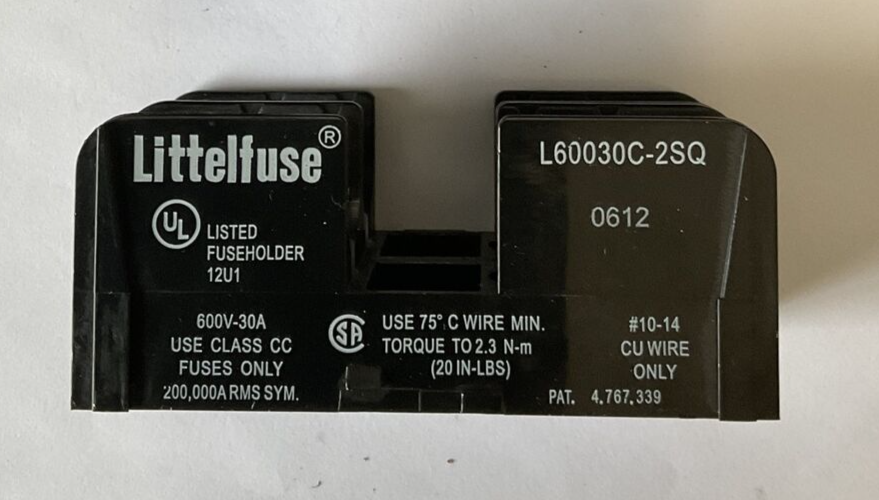 Littelfuse®
UL LISTED
FUSEHOLDER
12U1
L60030C-2SQ
0612
600V-30A
USE CLASS CC
FUSES ONLY
200,000A RMS SYM.
SA
USE 75° C WIRE MIN.
TORQUE TO 2.3 N-m
(20 IN-LBS)
#10-14
CU WIRE
ONLY
PAT. 4,767,339